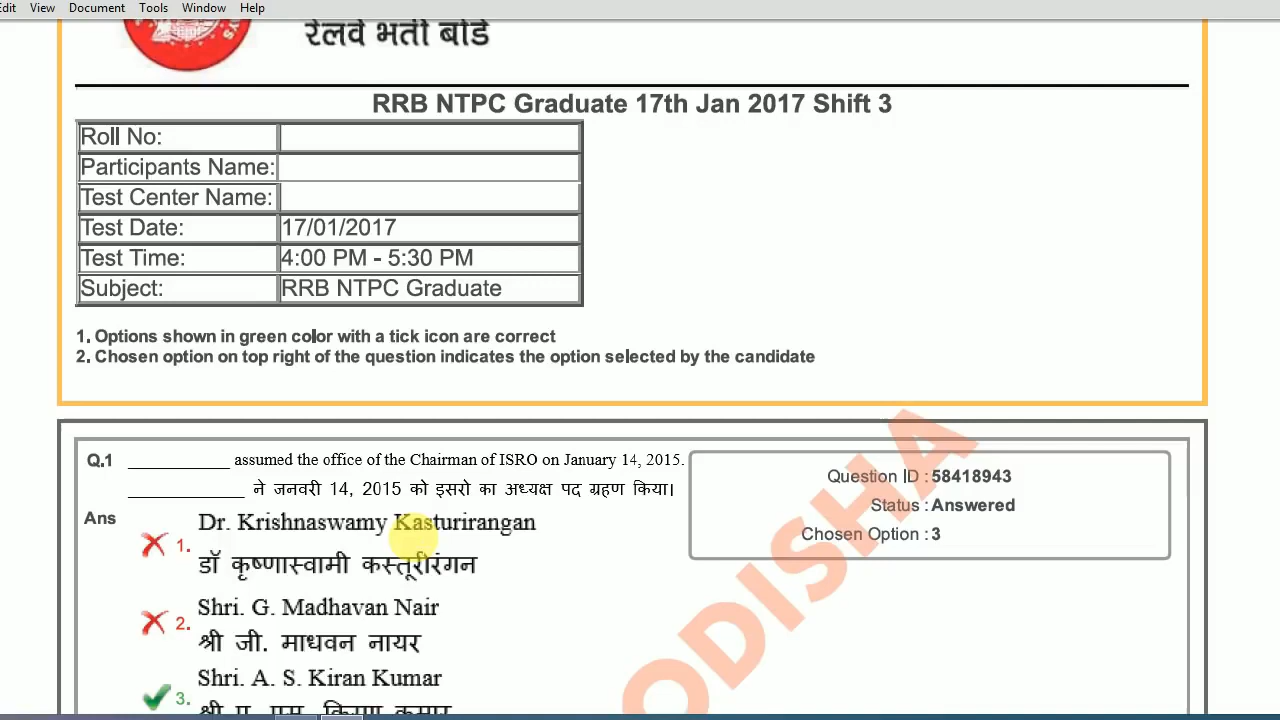 Edit View Document Tools Window Help
रेलवे भर्ती बोर्ड
RRB NTPC Graduate 17th Jan 2017 Shift 3
Roll No:
Participants Name:
Test Center Name:
Test Date: 17/01/2017
Test Time: 4:00 PM - 5:30 PM
Subject: RRB NTPC Graduate
1. Options shown in green color with a tick icon are correct
2. Chosen option on top right of the question indicates the option selected by the candidate
Q.1 __________ assumed the office of the Chairman of ISRO on January 14, 2015.
__________ ने जनवरी 14, 2015 को इसरो का अध्यक्ष पद ग्रहण किया।
Question ID : 58418943
Status : Answered
Chosen Option : 3
Ans
1. Dr. Krishnaswamy Kasturirangan
डॉ कृष्णास्वामी कस्तूरीरंगन
2. Shri. G. Madhavan Nair
श्री जी. माधवन नायर
3. Shri. A. S. Kiran Kumar
श्री ए. एस. किरण कुमार
ODISHA